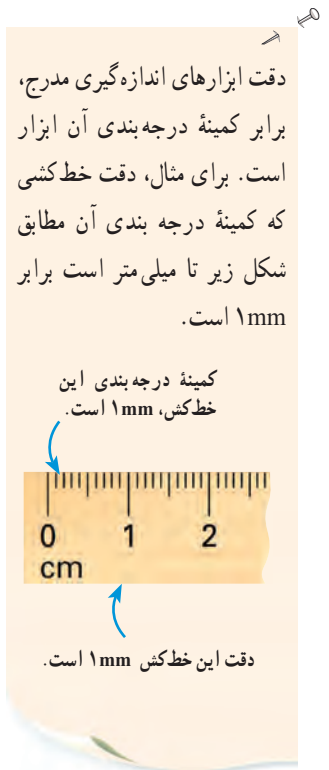 دقت ابزارهای اندازه‌گیری مدرج،
برابر کمینهٔ درجه‌بندی آن ابزار
است. برای مثال، دقت خط‌کشی
که کمینهٔ درجه بندی آن مطابق
شکل زیر تا میلی‌متر است برابر
۱mm است.
کمینهٔ درجه‌بندی این
خط‌کش، ۱mm است.
0 1 2
cm
دقت این خط‌کش ۱mm است.